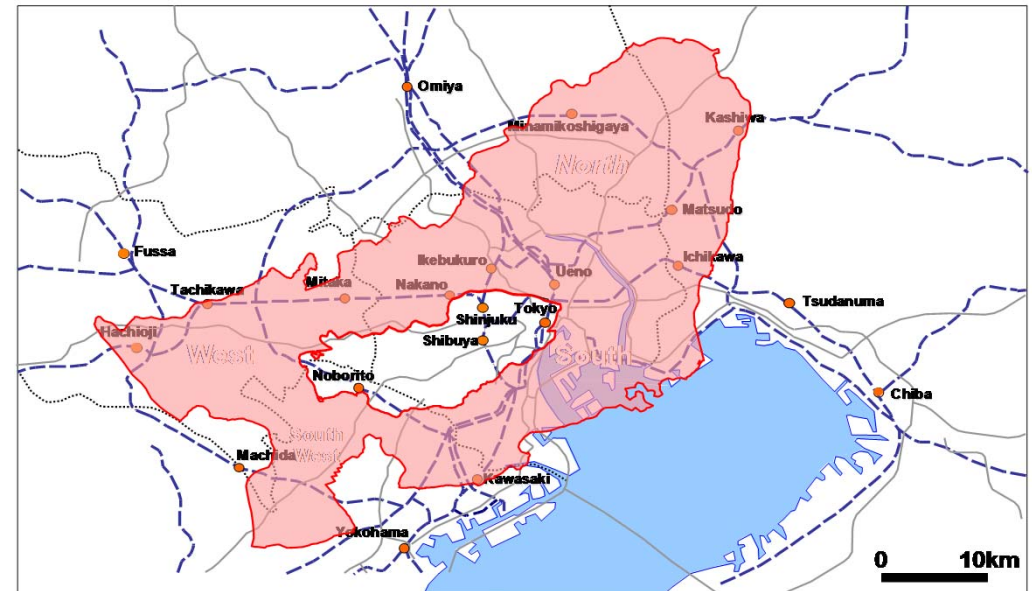 Omiya
Minamikoshigaya
Kashiwa
North
Matsudo
Fussa
Ichikawa
Ikebukuro
Ueno
Tachikawa
Mitaka
Nakano
Tsudanuma
Shinjuku
Tokyo
Hachioji
Shibuya
West
South
Noborito
Chiba
South
West
Machida
Kawasaki
Yokohama
0 10km